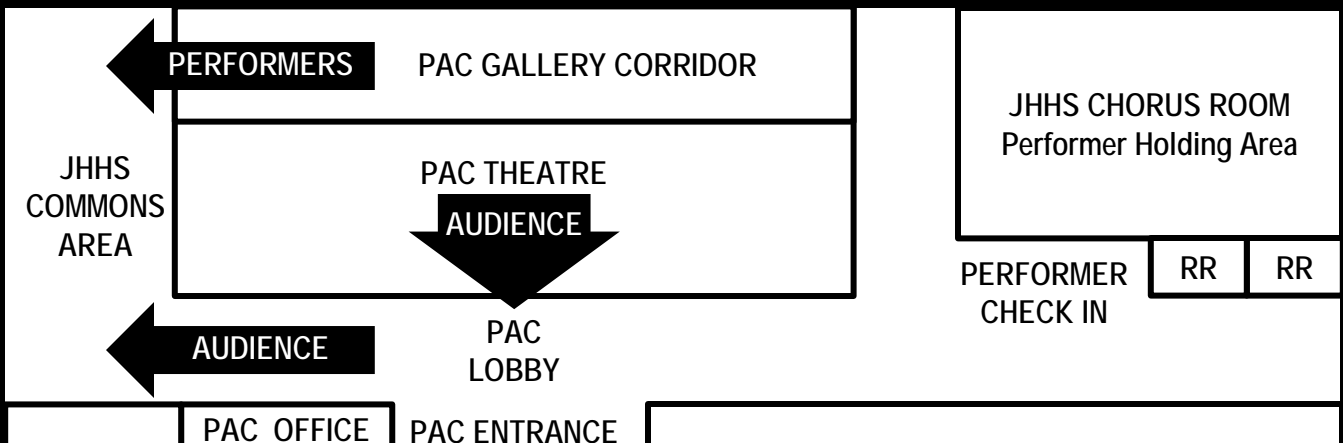 PERFORMERS
PAC GALLERY CORRIDOR
JHHS CHORUS ROOM
Performer Holding Area
JHHS
COMMONS
AREA
PAC THEATRE
AUDIENCE
PERFORMER
CHECK IN
RR
RR
AUDIENCE
PAC
LOBBY
PAC OFFICE
PAC ENTRANCE